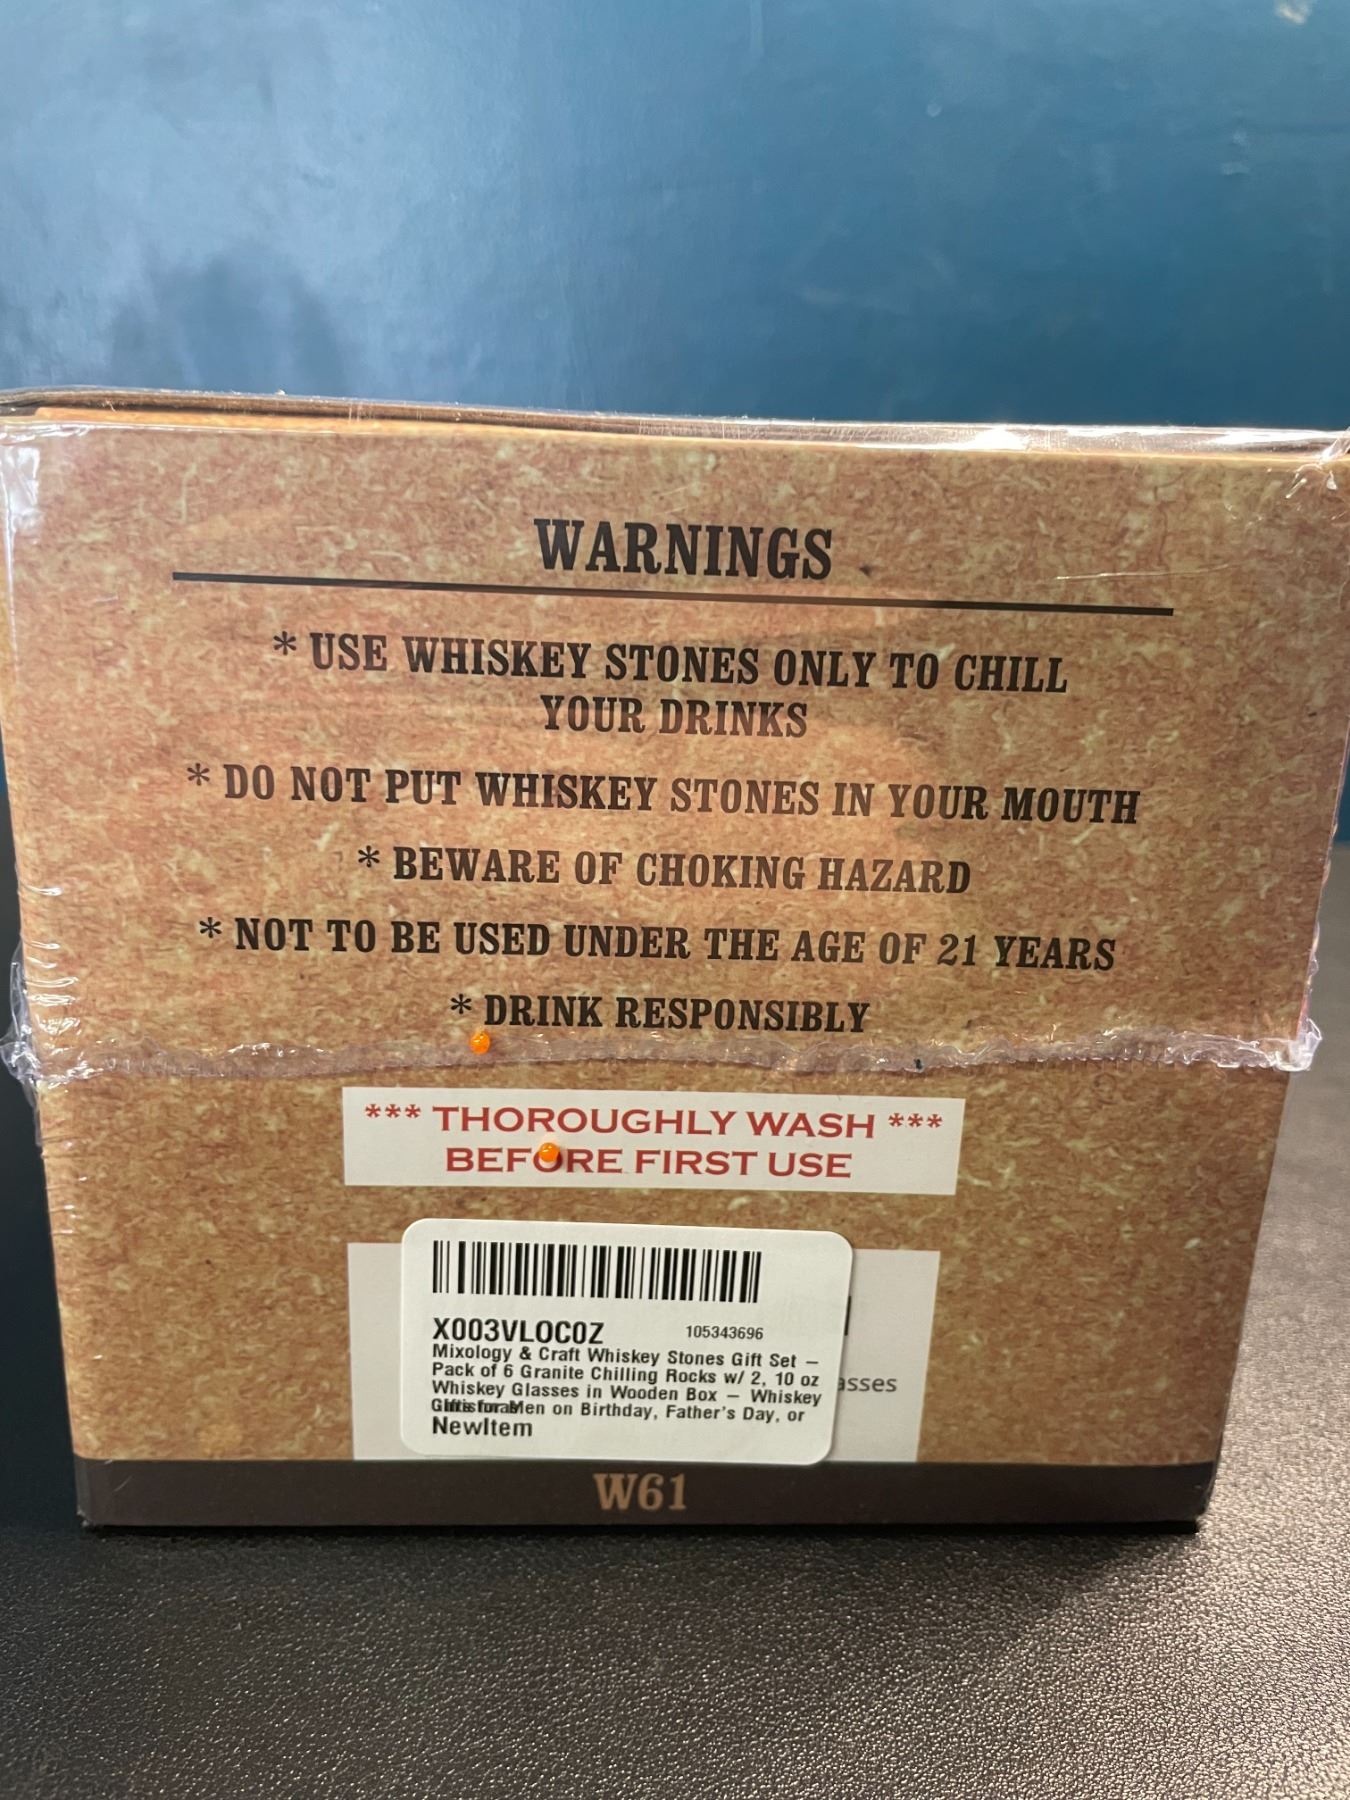 WARNINGS
* USE WHISKEY STONES ONLY TO CHILL
YOUR DRINKS
* DO NOT PUT WHISKEY STONES IN YOUR MOUTH
* BEWARE OF CHOKING HAZARD
* NOT TO BE USED UNDER THE AGE OF 21 YEARS
* DRINK RESPONSIBLY
*** THOROUGHLY WASH ***
BEFORE FIRST USE
X003VLOC0Z 105343696
Mixology & Craft Whiskey Stones Gift Set –
Pack of 6 Granite Chilling Rocks w/ 2, 10 oz
Whiskey Glasses in Wooden Box – Whiskey
Men on Birthday, Father's Day, or
NewItem
asses
W61